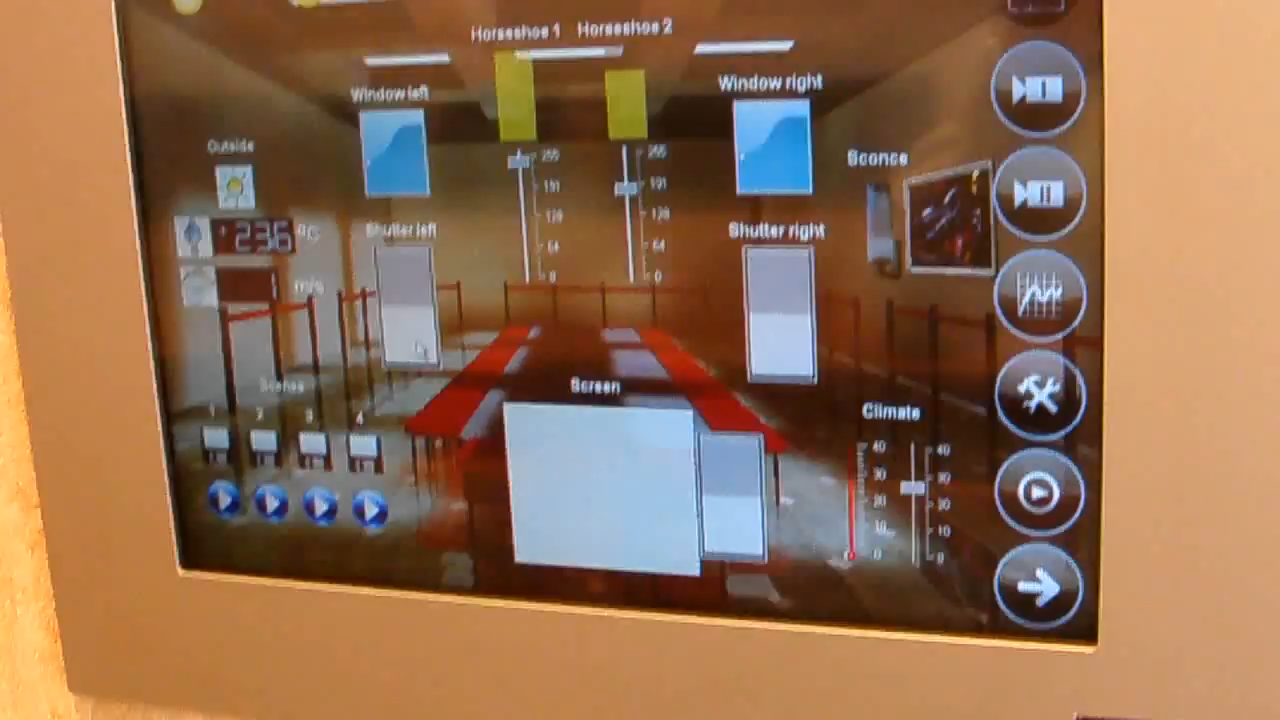 Horseshoe 1 Horseshoe 2
Window left
Window right
Outside
Sconce
255
191
128
64
0
255
191
128
64
0
23.6 °C
1 m/s
Shutter left
Shutter right
Scenes
1 2 3 4
Screen
Climate
40
30
20
10
0
40
30
20
10
0